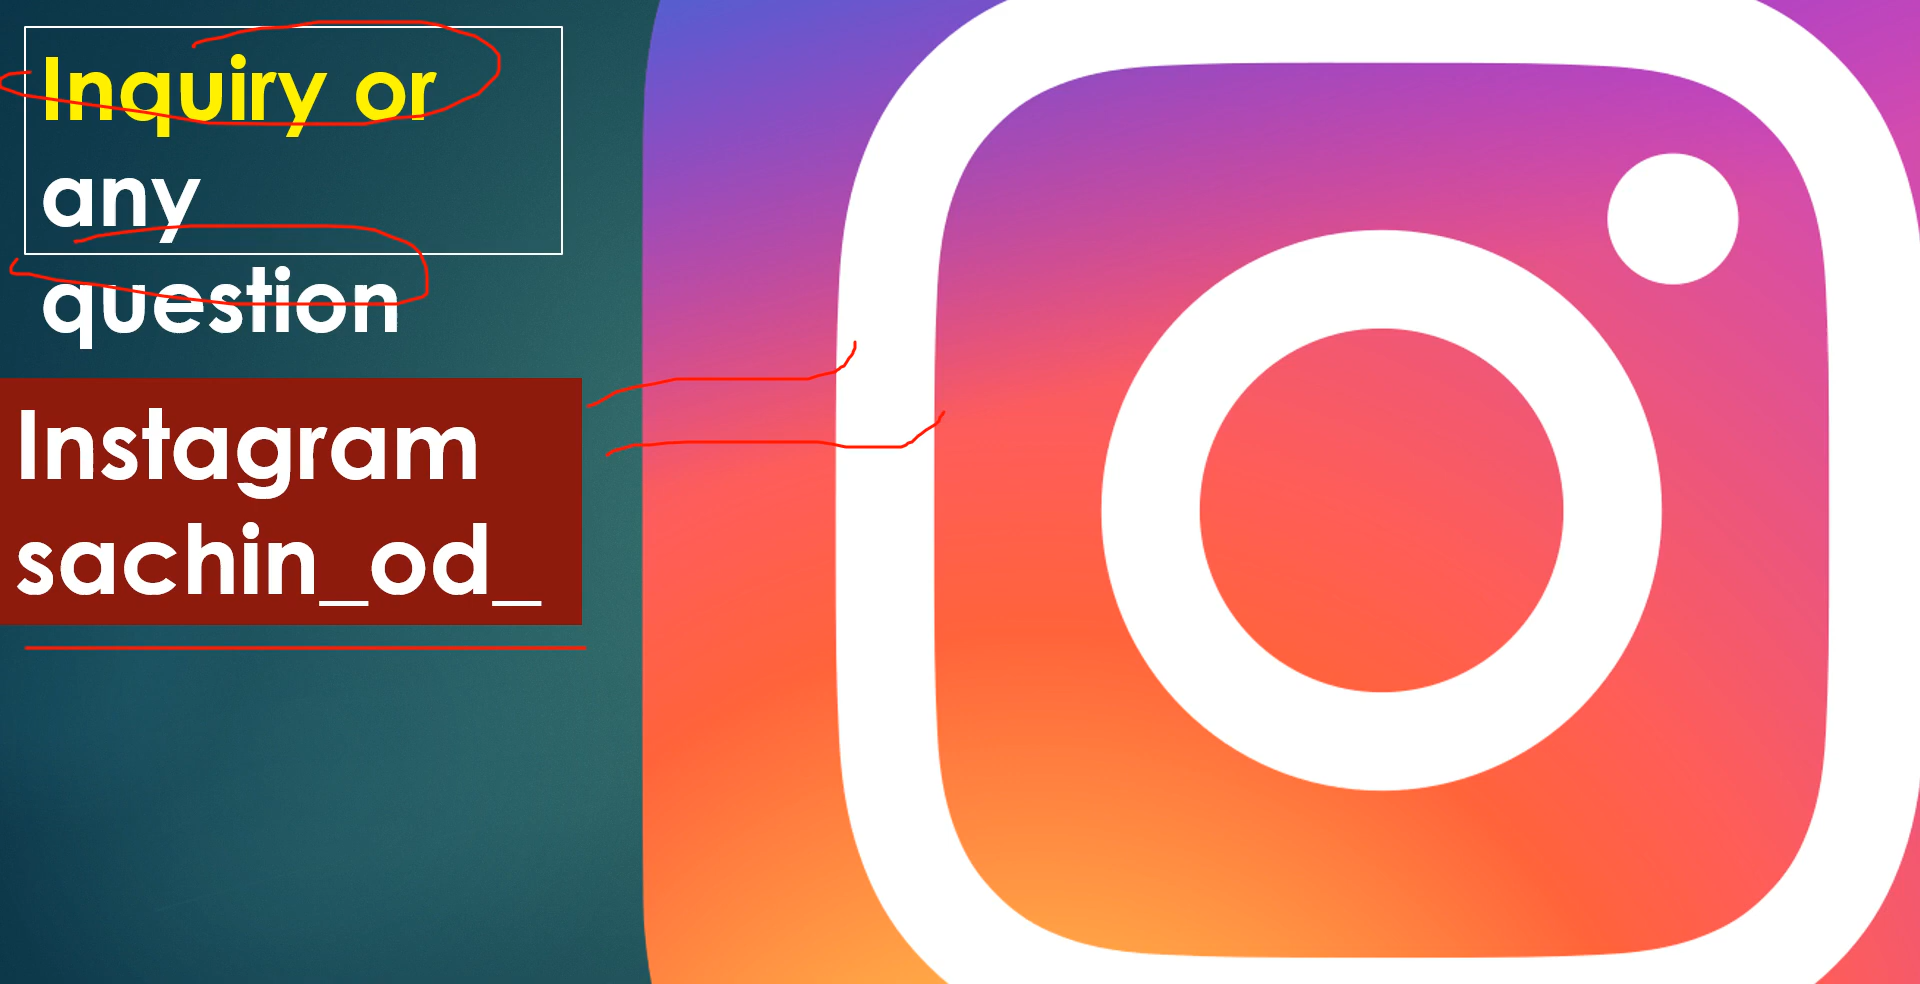 Inquiry or
any
question
Instagram
sachin_od_